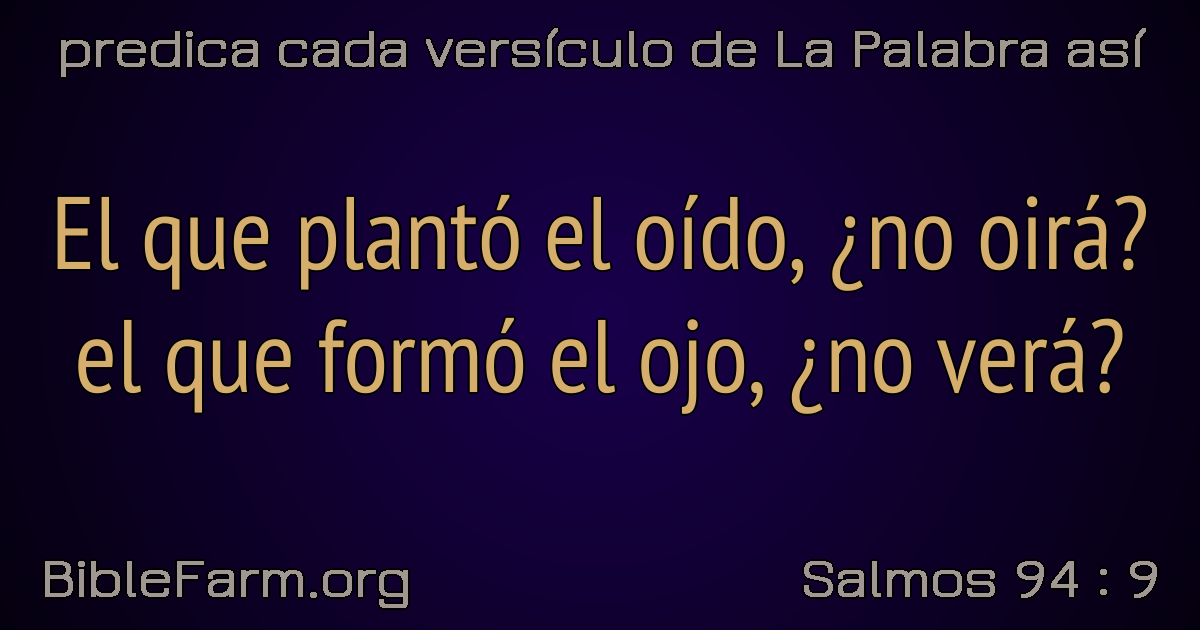 predica cada versículo de La Palabra así
El que plantó el oído, ¿no oirá?
el que formó el ojo, ¿no verá?
BibleFarm.org
Salmos 94 : 9